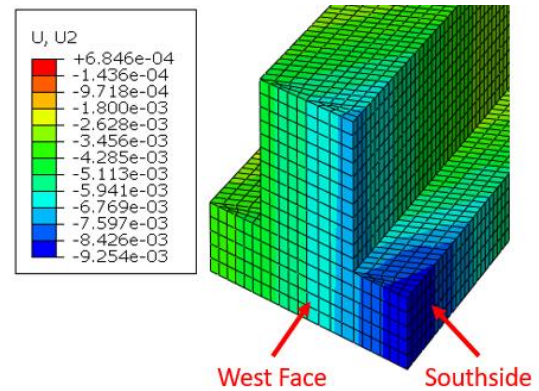 U, U2
+6.846e-04
-1.436e-04
-9.718e-04
-1.800e-03
-2.628e-03
-3.456e-03
-4.285e-03
-5.113e-03
-5.941e-03
-6.769e-03
-7.597e-03
-8.426e-03
-9.254e-03
West Face
Southside